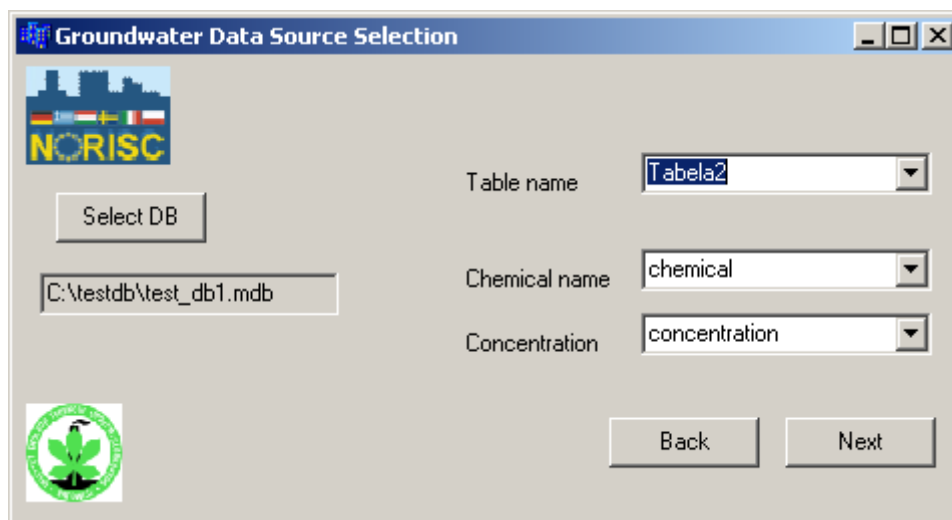 Groundwater Data Source Selection
NORISC
Select DB
C:\testdb\test_db1.mdb
Table name
Tabela2
Chemical name
chemical
Concentration
concentration
Back
Next